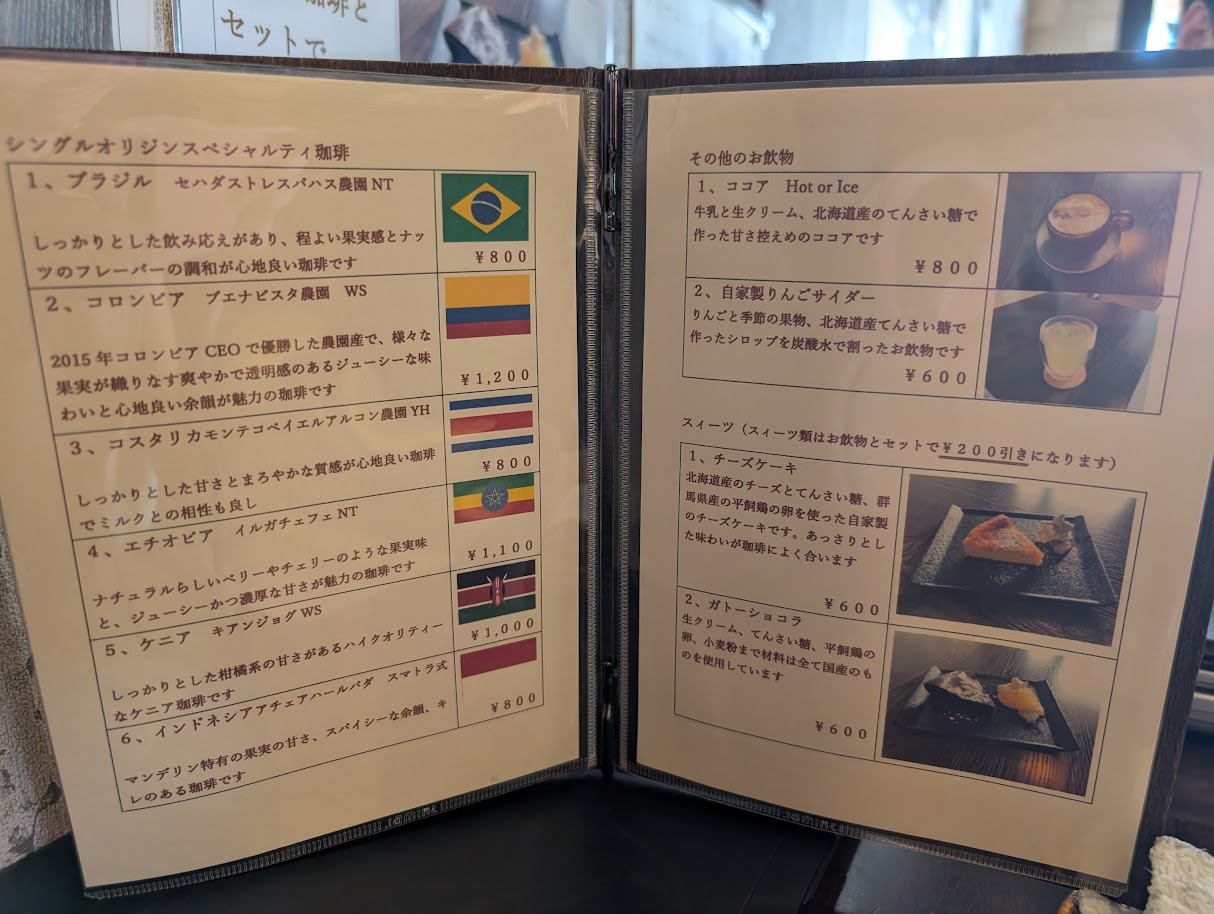 珈琲と
セットで
シングルオリジンスペシャルティ珈琲
1、ブラジル セハダストレスバハス農園 NT
しっかりとした飲み応えがあり、程よい果実感とナッ
ツのフレーバーの調和が心地良い珈琲です
¥800
2、コロンビア ブエナビスタ農園 WS
2015年コロンビア CEO で優勝した農園産で、様々な
果実が織りなす爽やかで透明感のあるジューシーな味
わいと心地良い余韻が魅力の珈琲です
¥1,200
3、コスタリカモンテコペイエルアルコン農園 YH
しっかりとした甘さとまろやかな質感が心地良い珈琲
でミルクとの相性も良し
¥800
4、エチオピア イルガチェフェ NT
ナチュラルらしいベリーやチェリーのような果実味
と、ジューシーかつ濃厚な甘さが魅力の珈琲です
¥1,100
5、ケニア キアンジョグ WS
しっかりとした柑橘系の甘さがあるハイクオリティー
なケニア珈琲です
¥1,000
6、インドネシアアチェアハールバダ スマトラ式
マンデリン特有の果実の甘さ、スパイシーな余韻、キ
レのある珈琲です
¥800
その他のお飲物
1、ココア Hot or Ice
牛乳と生クリーム、北海道産のてんさい糖で
作った甘さ控えめのココアです
¥800
2、自家製りんごサイダー
りんごと季節の果物、北海道産てんさい糖で
作ったシロップを炭酸水で割ったお飲物です
¥600
スィーツ（スィーツ類はお飲物とセットで¥200引きになります）
1、チーズケーキ
北海道産のチーズとてんさい糖、群
馬県産の平飼鶏の卵を使った自家製
のチーズケーキです。あっさりとし
た味わいが珈琲によく合います
¥600
2、ガトーショコラ
生クリーム、てんさい糖、平飼鶏の
卵、小麦粉まで材料は全て国産のも
のを使用しています
¥600